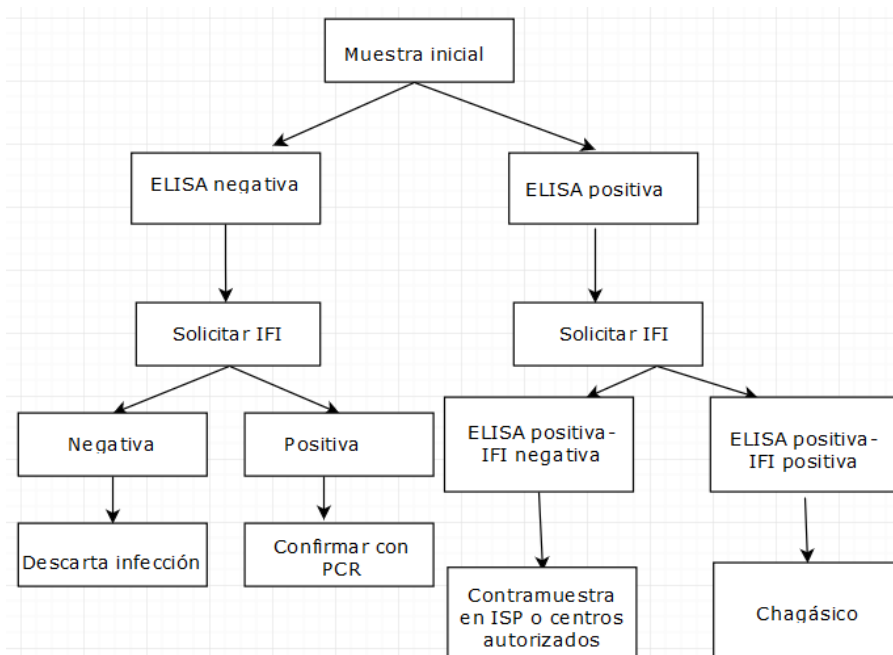 Muestra inicial
ELISA negativa
ELISA positiva
Solicitar IFI
Solicitar IFI
Negativa
Positiva
ELISA positiva-
IFI negativa
ELISA positiva-
IFI positiva
Descarta infección
Confirmar con
PCR
Contramuestra
en ISP o centros
autorizados
Chagásico